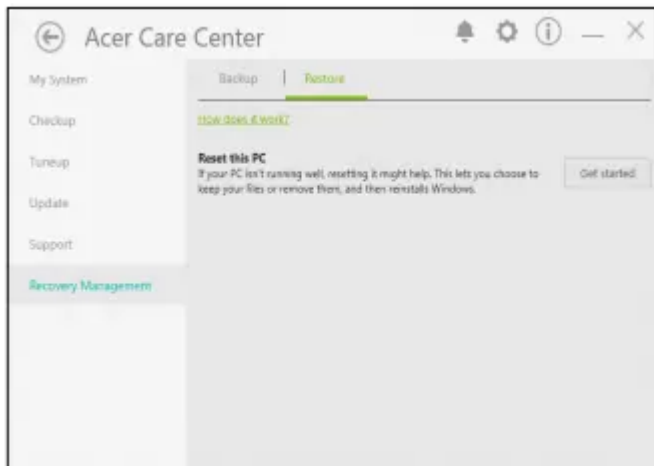 Acer Care Center
My System
Backup | Restore
Checkup
How does it work?
Tuneup
Reset this PC
If your PC isn't running well, resetting it might help. This lets you choose to
keep your files or remove them, and then reinstalls Windows.
Get started
Update
Support
Recovery Management